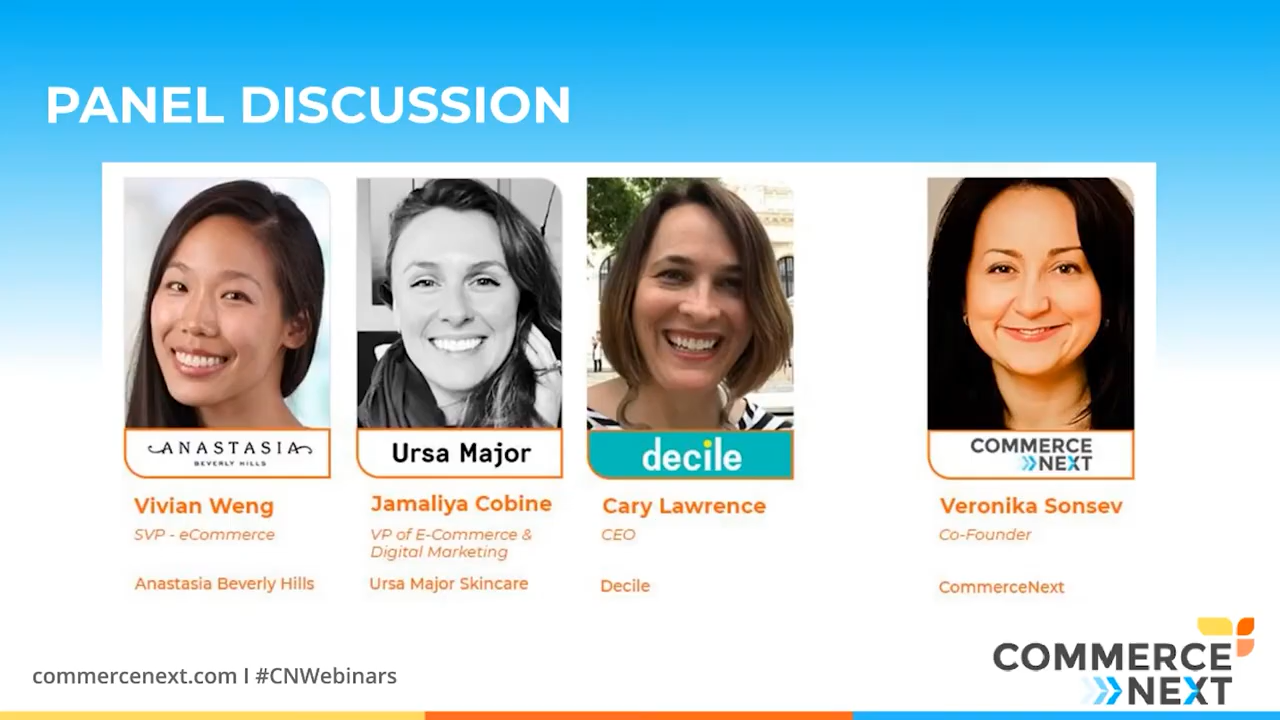 PANEL DISCUSSION
ANASTASIA
BEVERLY HILLS
Ursa Major
decile
COMMERCE
NEXT
Vivian Weng
SVP - eCommerce
Anastasia Beverly Hills
Jamaliya Cobine
VP of E-Commerce &
Digital Marketing
Ursa Major Skincare
Cary Lawrence
CEO
Decile
Veronika Sonsev
Co-Founder
CommerceNext
commercenext.com I #CNWebinars
COMMERCE
NEXT